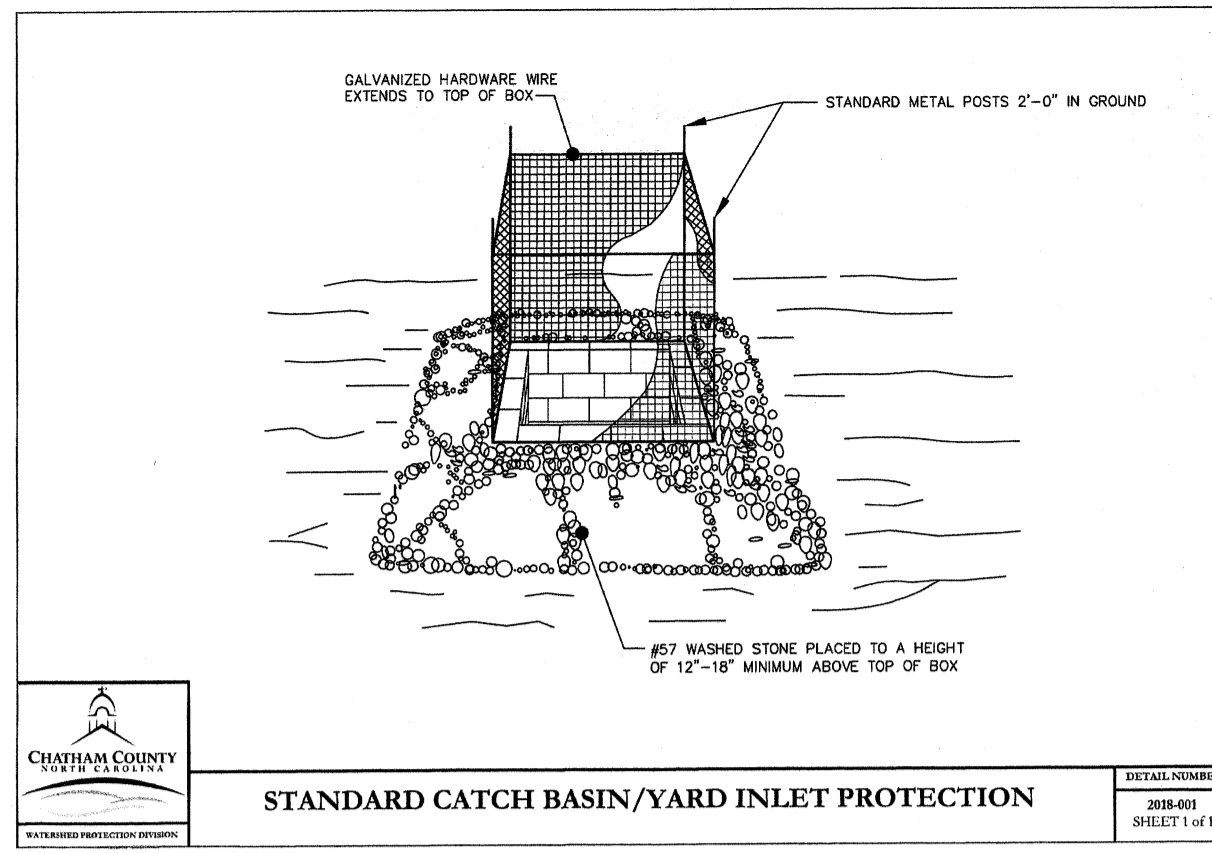 GALVANIZED HARDWARE WIRE
EXTENDS TO TOP OF BOX
STANDARD METAL POSTS 2'-0" IN GROUND
#57 WASHED STONE PLACED TO A HEIGHT
OF 12"-18" MINIMUM ABOVE TOP OF BOX
CHATHAM COUNTY
NORTH CAROLINA
WATERSHED PROTECTION DIVISION
STANDARD CATCH BASIN/YARD INLET PROTECTION
DETAIL NUMBE
2018-001
SHEET 1 of 1